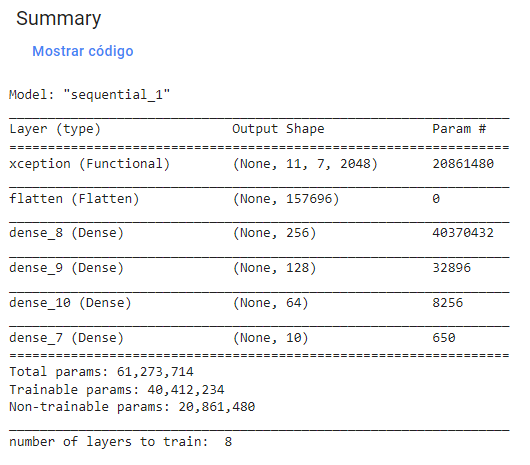 Summary
Mostrar código
Model: "sequential_1"
_________________________________________________________________
Layer (type) Output Shape Param #
=================================================================
xception (Functional) (None, 11, 7, 2048) 20861480
_________________________________________________________________
flatten (Flatten) (None, 157696) 0
_________________________________________________________________
dense_8 (Dense) (None, 256) 40370432
_________________________________________________________________
dense_9 (Dense) (None, 128) 32896
_________________________________________________________________
dense_10 (Dense) (None, 64) 8256
_________________________________________________________________
dense_7 (Dense) (None, 10) 650
=================================================================
Total params: 61,273,714
Trainable params: 40,412,234
Non-trainable params: 20,861,480
_________________________________________________________________
number of layers to train: 8